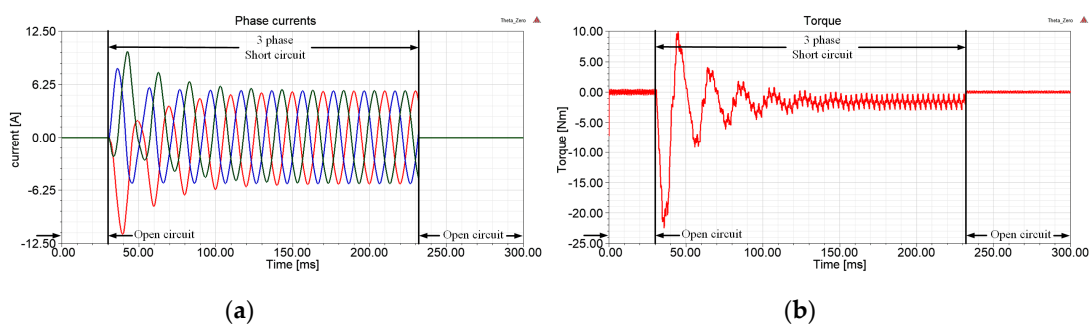 Phase currents
Theta_Zero
12.50
3 phase
Short circuit
6.25
current [A]
0.00
-6.25
-12.50
Open circuit
Open circuit
0.00
50.00
100.00
150.00
200.00
250.00
300.00
Time [ms]
(a)
Torque
Theta_Zero
10.00
3 phase
Short circuit
5.00
0.00
-5.00
Torque [Nm]
-10.00
-15.00
-20.00
-25.00
Open circuit
Open circuit
0.00
50.00
100.00
150.00
200.00
250.00
300.00
Time [ms]
(b)